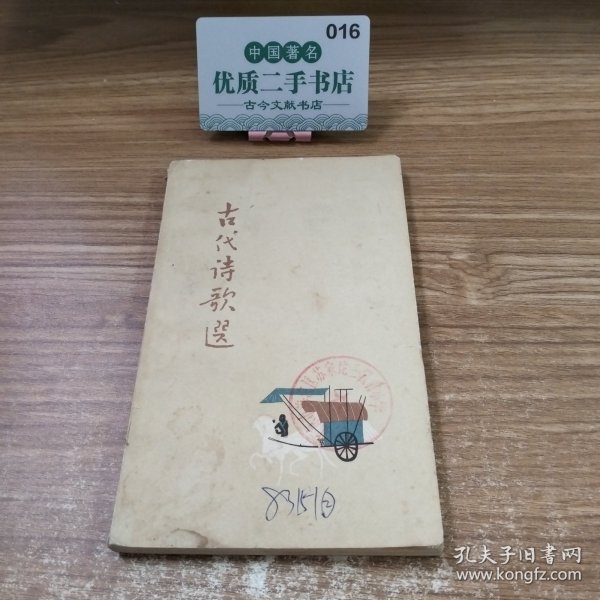 016
中国著名
优质二手书店
古今文献书店
古代诗歌選
孔夫子旧书网
www.kongfz.com